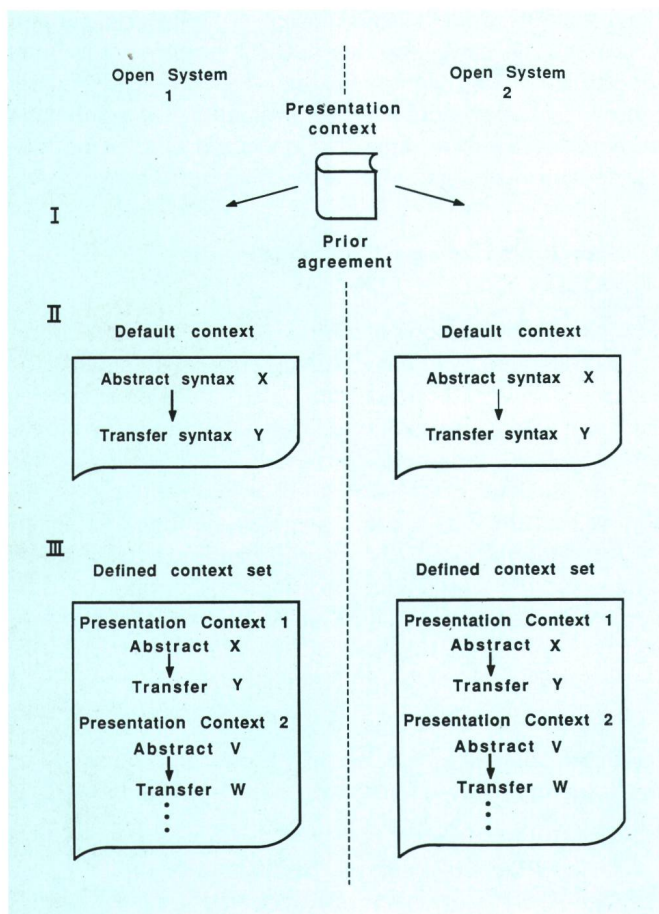 Open System
1
Open System
2
Presentation
context
I
Prior
agreement
II
Default context
Abstract syntax X
Transfer syntax Y
Default context
Abstract syntax X
Transfer syntax Y
III
Defined context set
Presentation Context 1
Abstract X
Transfer Y
Presentation Context 2
Abstract V
Transfer W
Defined context set
Presentation Context 1
Abstract X
Transfer Y
Presentation Context 2
Abstract V
Transfer W